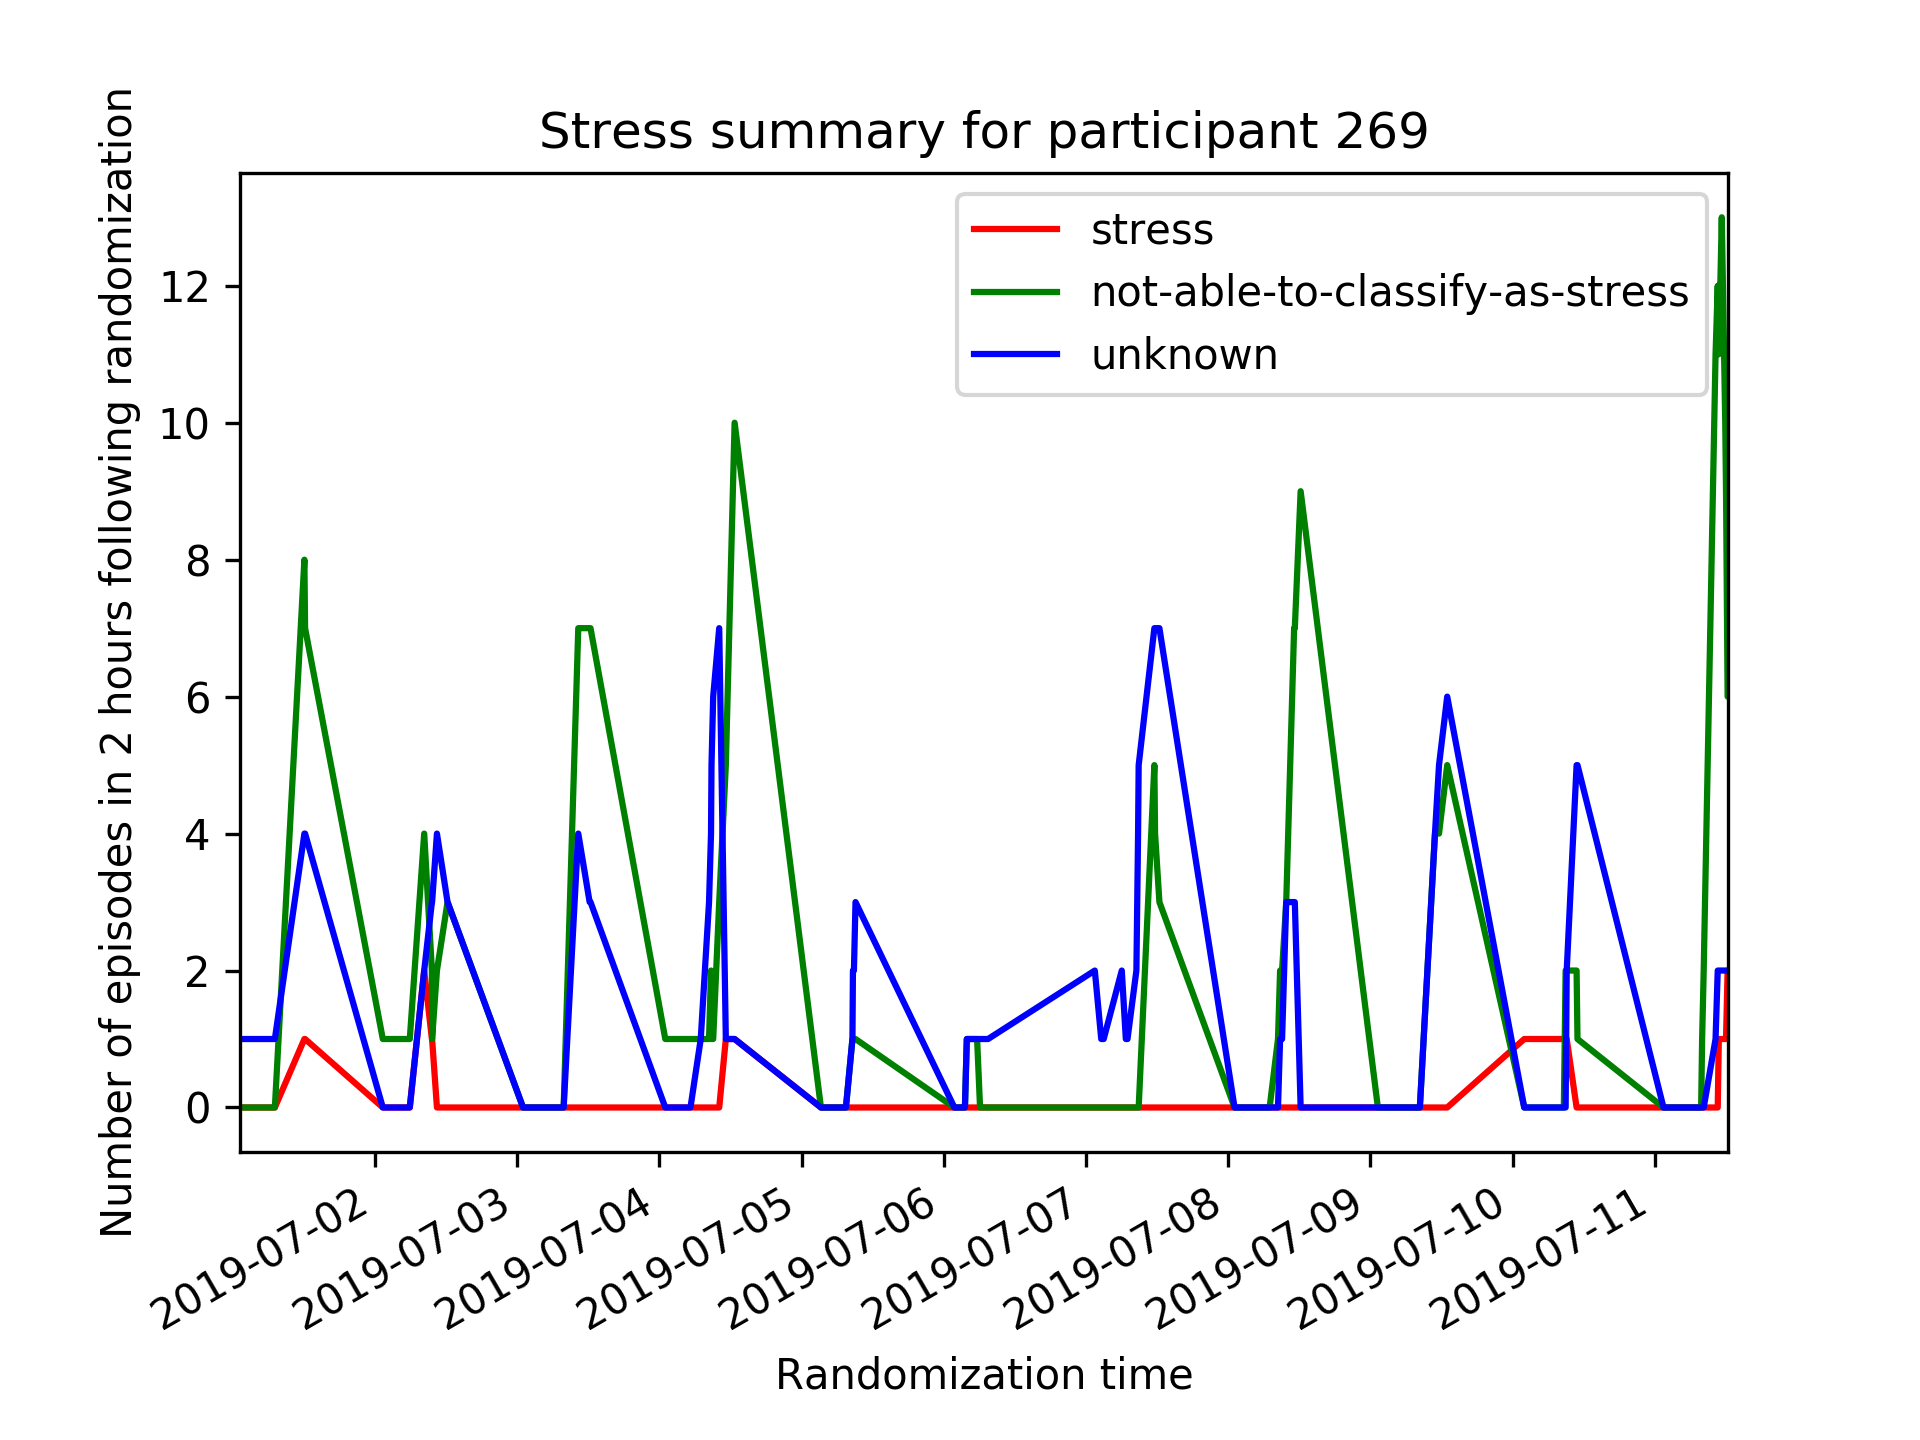 Stress summary for participant 269
Number of episodes in 2 hours following randomization
12
10
8
6
4
2
0
stress
not-able-to-classify-as-stress
unknown
2019-07-02
2019-07-03
2019-07-04
2019-07-05
2019-07-06
2019-07-07
2019-07-08
2019-07-09
2019-07-10
2019-07-11
Randomization time